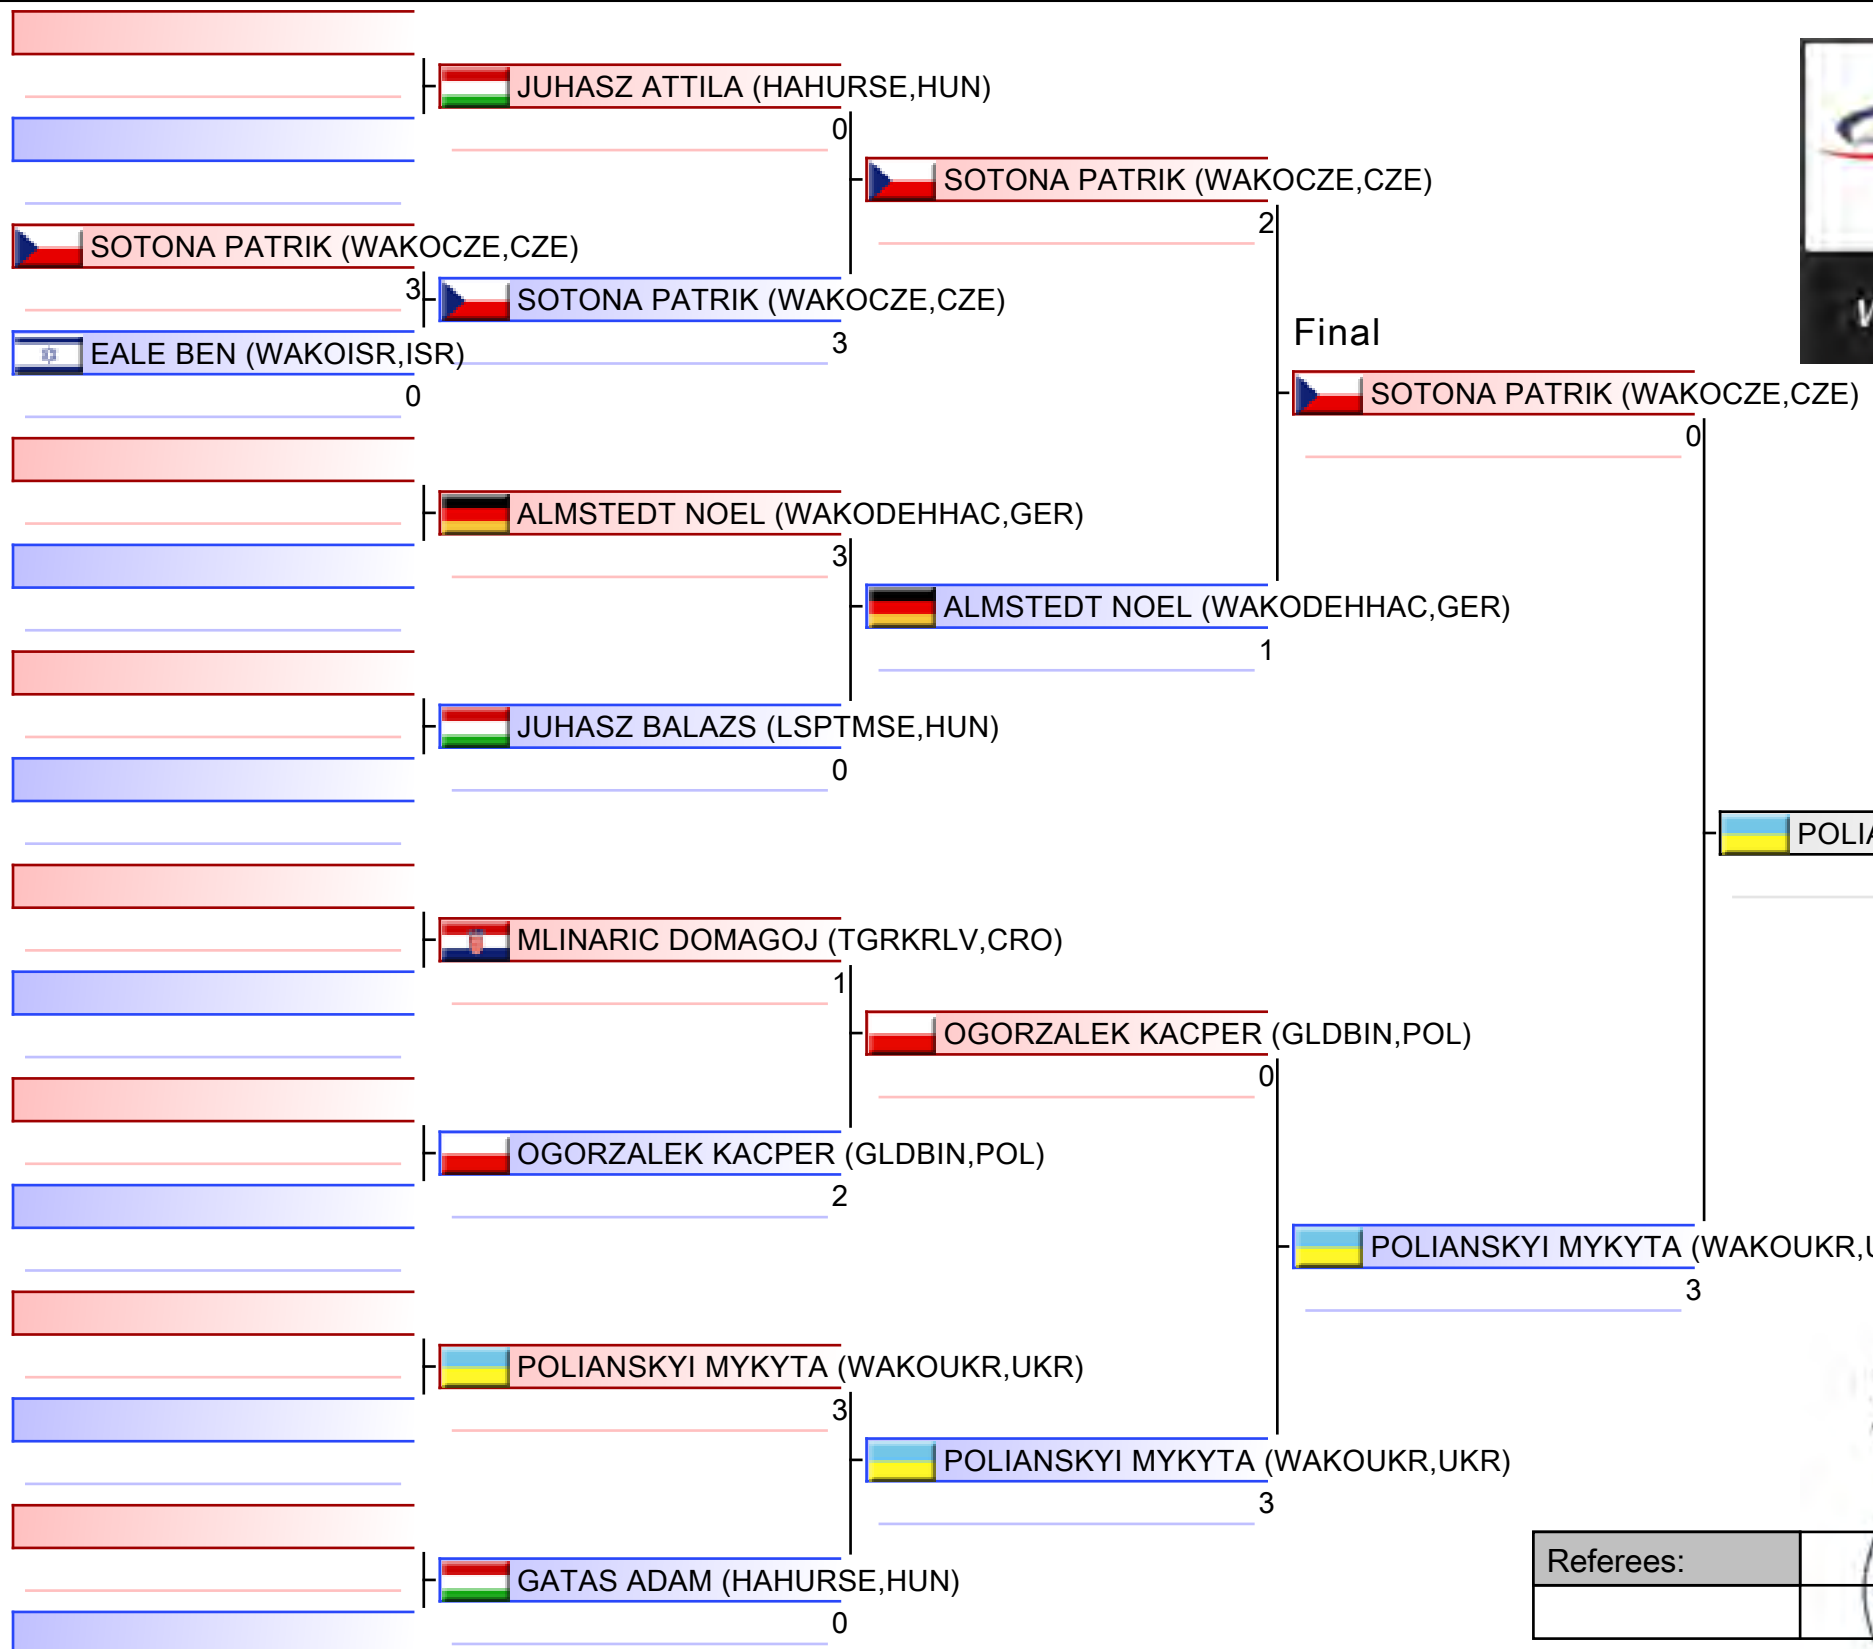 JUHASZ ATTILA (HAHURSE,HUN)
0
SOTONA PATRIK (WAKOCZE,CZE)
2
SOTONA PATRIK (WAKOCZE,CZE)
3
SOTONA PATRIK (WAKOCZE,CZE)
3
EALE BEN (WAKOISR,ISR)
0
Final
SOTONA PATRIK (WAKOCZE,CZE)
0
ALMSTEDT NOEL (WAKODEHHAC,GER)
3
ALMSTEDT NOEL (WAKODEHHAC,GER)
1
JUHASZ BALAZS (LSPTMSE,HUN)
0
POLIA
MLINARIC DOMAGOJ (TGRKRLV,CRO)
1
OGORZALEK KACPER (GLDBIN,POL)
0
OGORZALEK KACPER (GLDBIN,POL)
2
POLIANSKYI MYKYTA (WAKOUKR,U
3
POLIANSKYI MYKYTA (WAKOUKR,UKR)
3
POLIANSKYI MYKYTA (WAKOUKR,UKR)
3
GATAS ADAM (HAHURSE,HUN)
0
Referees: